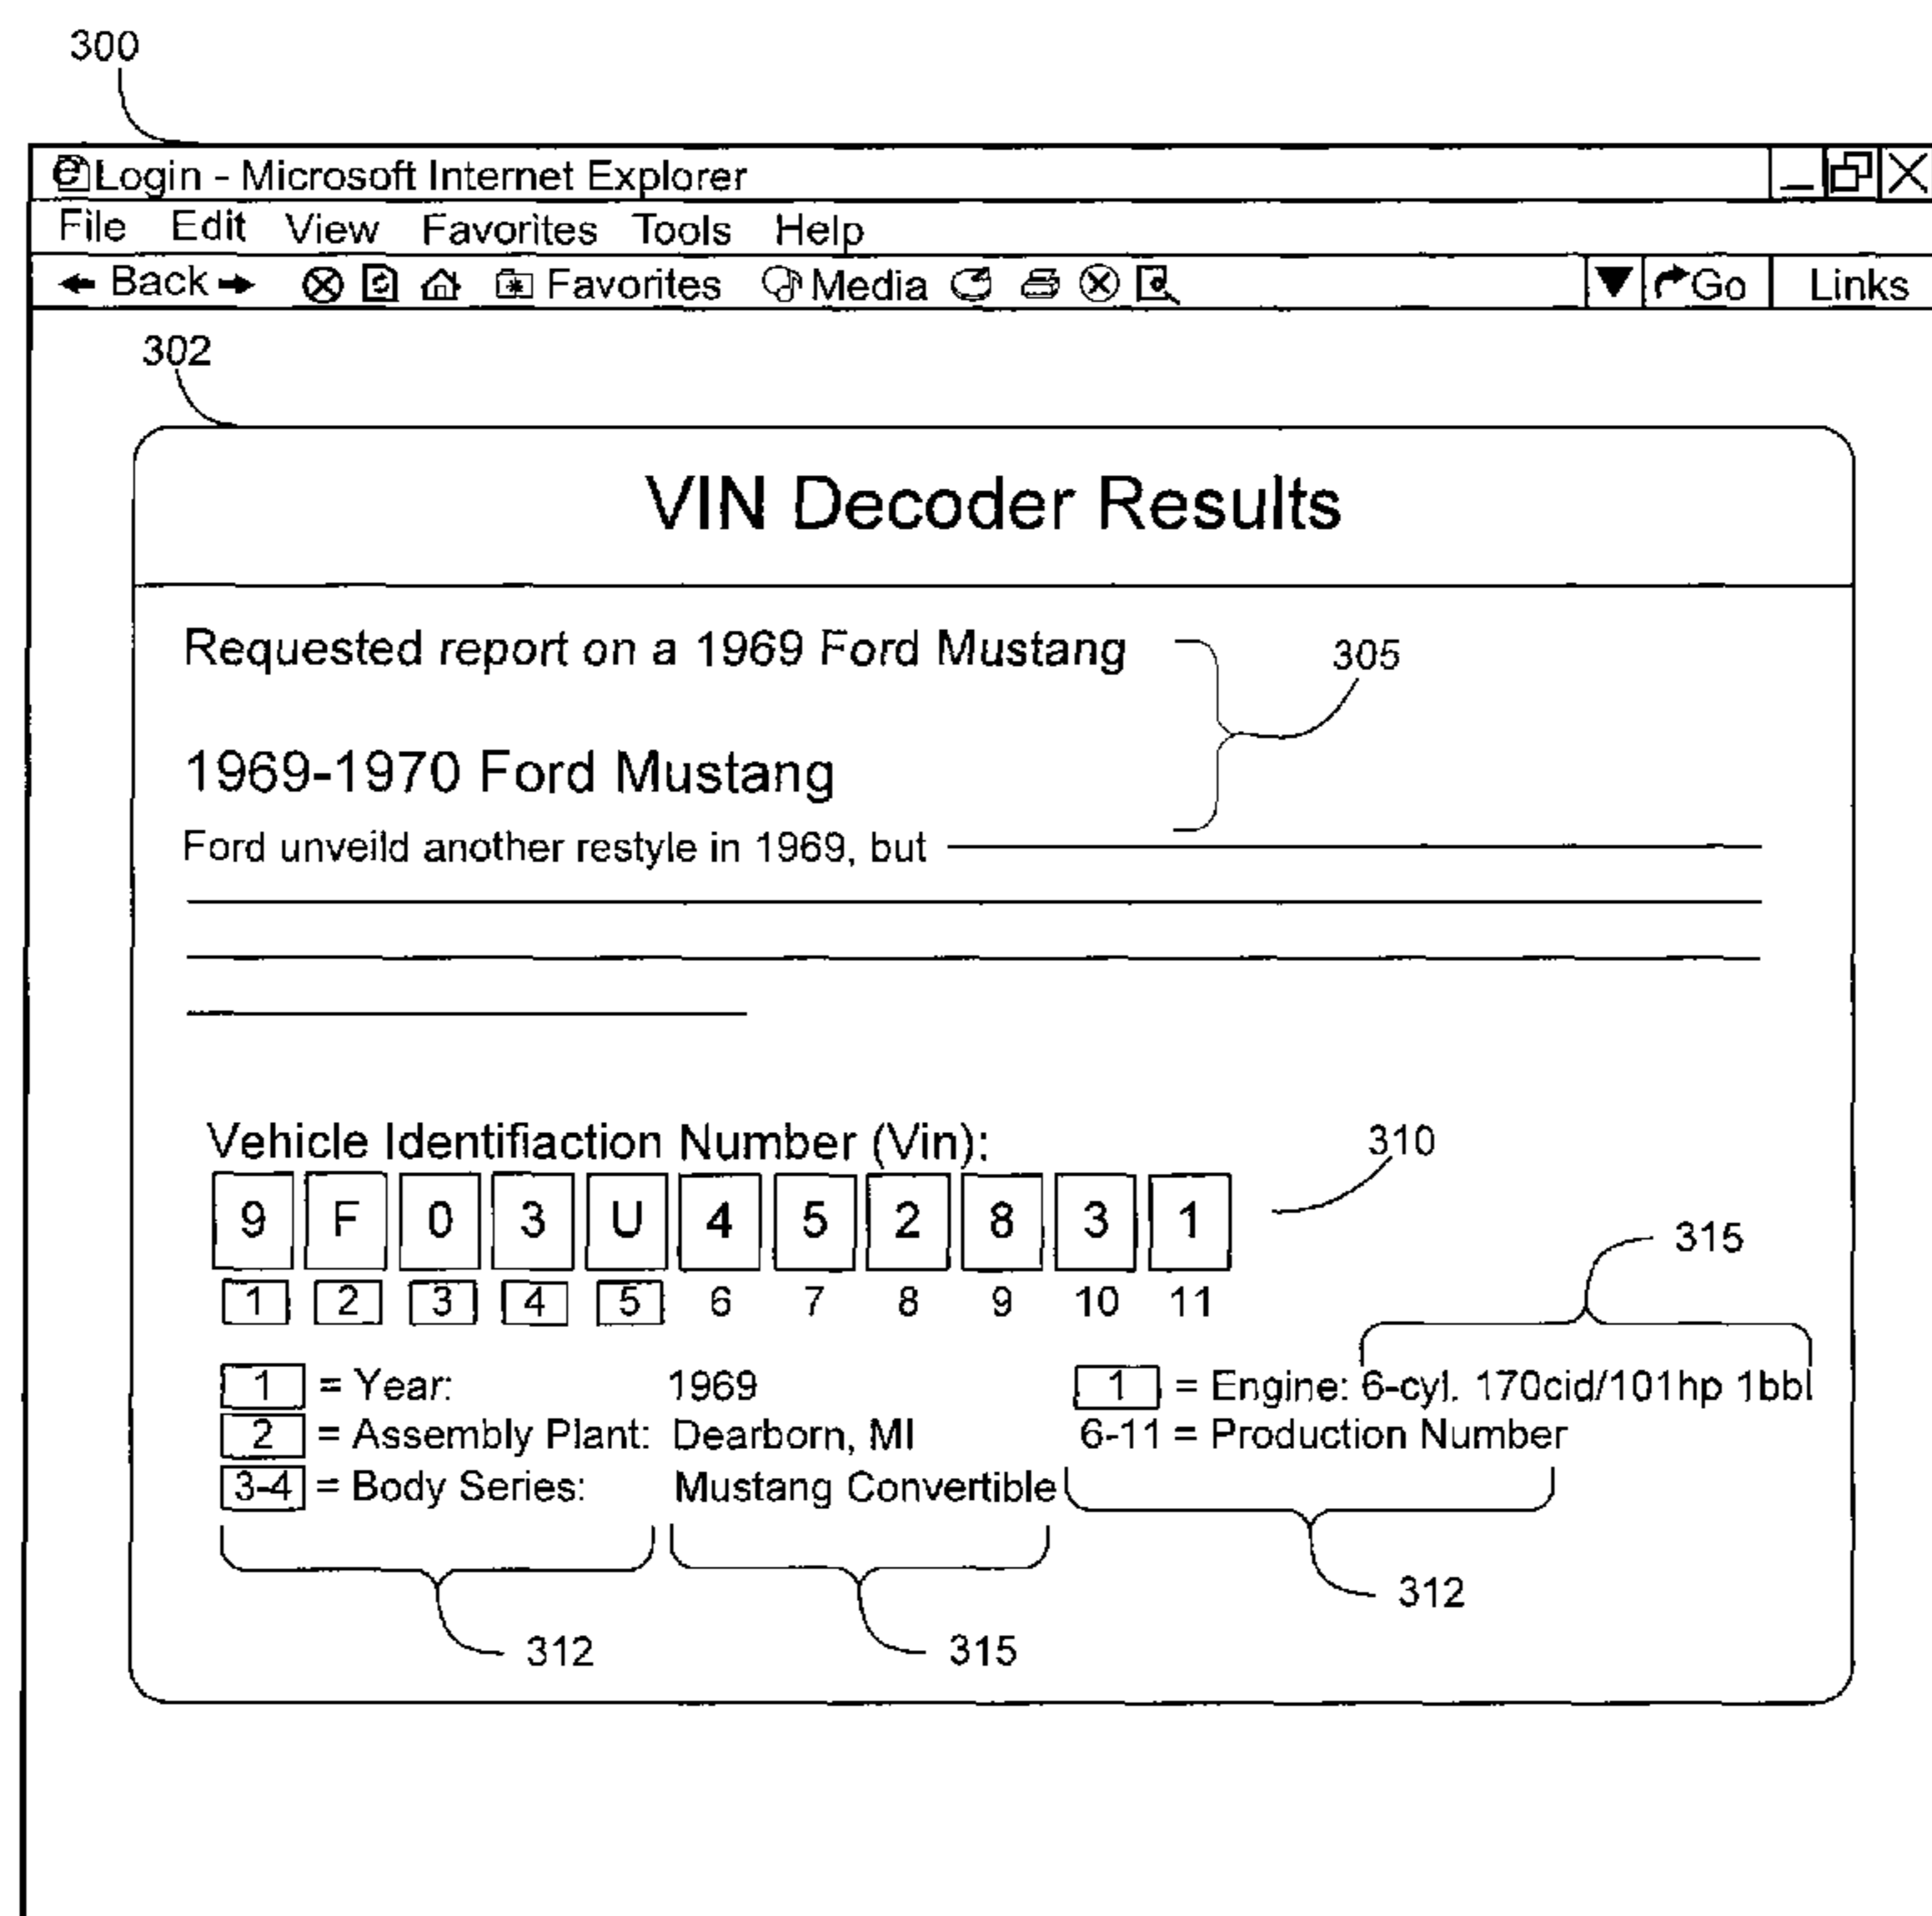 300
Login - Microsoft Internet Explorer
File Edit View Favorites Tools Help
Back Favorites Media Go Links
302
VIN Decoder Results
Requested report on a 1969 Ford Mustang
305
1969-1970 Ford Mustang
Ford unveild another restyle in 1969, but
Vehicle Identifiaction Number (Vin):
310
9 F 0 3 U 4 5 2 8 3 1
315
1 2 3 4 5 6 7 8 9 10 11
1 = Year: 1969 1 = Engine: 6-cyl. 170cid/101hp 1bbl
2 = Assembly Plant: Dearborn, MI 6-11 = Production Number
3-4 = Body Series: Mustang Convertible
312
312 315